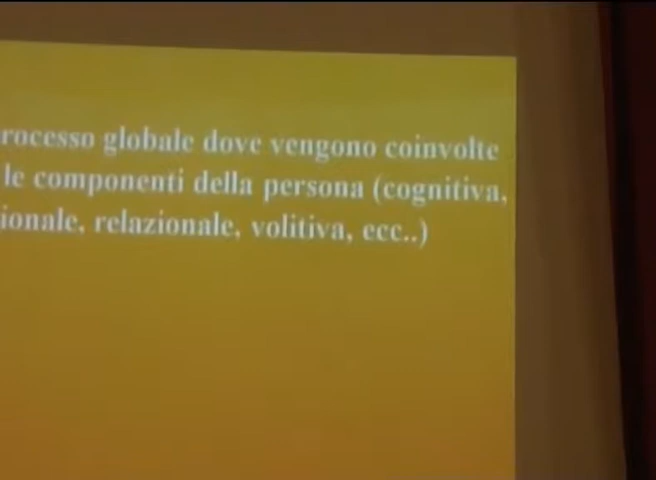 rocesso globale dove vengono coinvolte
le componenti della persona (cognitiva,
ionale, relazionale, volitiva, ecc..)